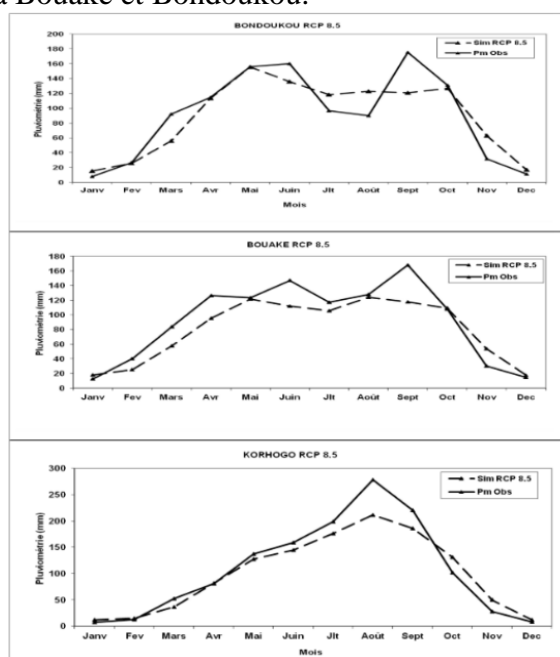 à Bouaké et Bondoukou.
BONDOUKOU RCP 8.5
Sim RCP 8.5
Pm Obs
Pluviométrie (mm)
180
160
140
120
100
80
60
40
20
0
Janv Fev Mars Avr Mai Juin Jlt Août Sept Oct Nov Dec
Mois
BOUAKE RCP 8.5
Sim RCP 8.5
Pm Obs
Pluviométrie (mm)
180
160
140
120
100
80
60
40
20
0
Janv Fev Mars Avr Mai Juin Jlt Août Sept Oct Nov Dec
Mois
KORHOGO RCP 8.5
Sim RCP 8.5
Pm Obs
Pluviométrie (mm)
300
250
200
150
100
50
0
Janv Fev Mars Avr Mai Juin Jlt Août Sept Oct Nov Dec
Mois